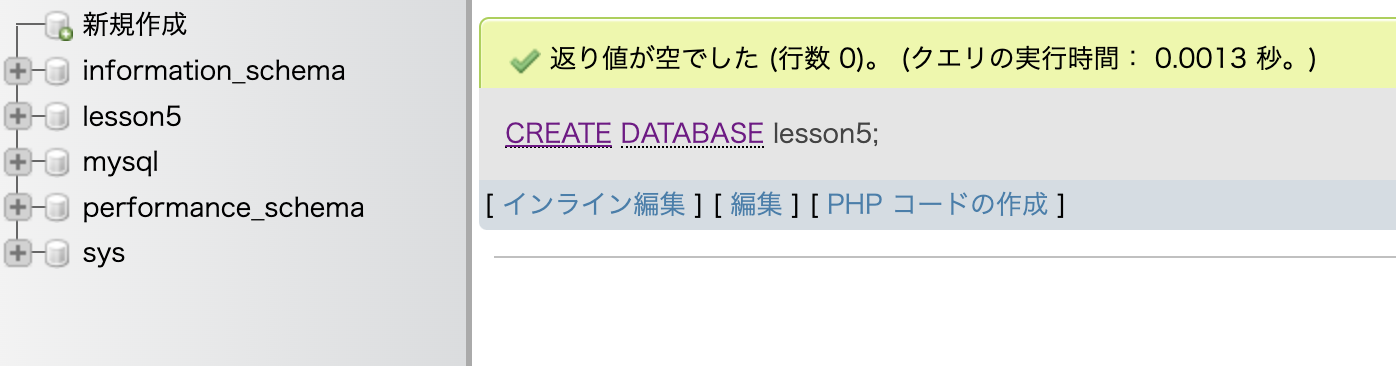 新規作成
information_schema
lesson5
mysql
performance_schema
sys
返り値が空でした (行数 0)。 (クエリの実行時間： 0.0013 秒。)
CREATE DATABASE lesson5;
[ インライン編集 ] [ 編集 ] [ PHP コードの作成 ]